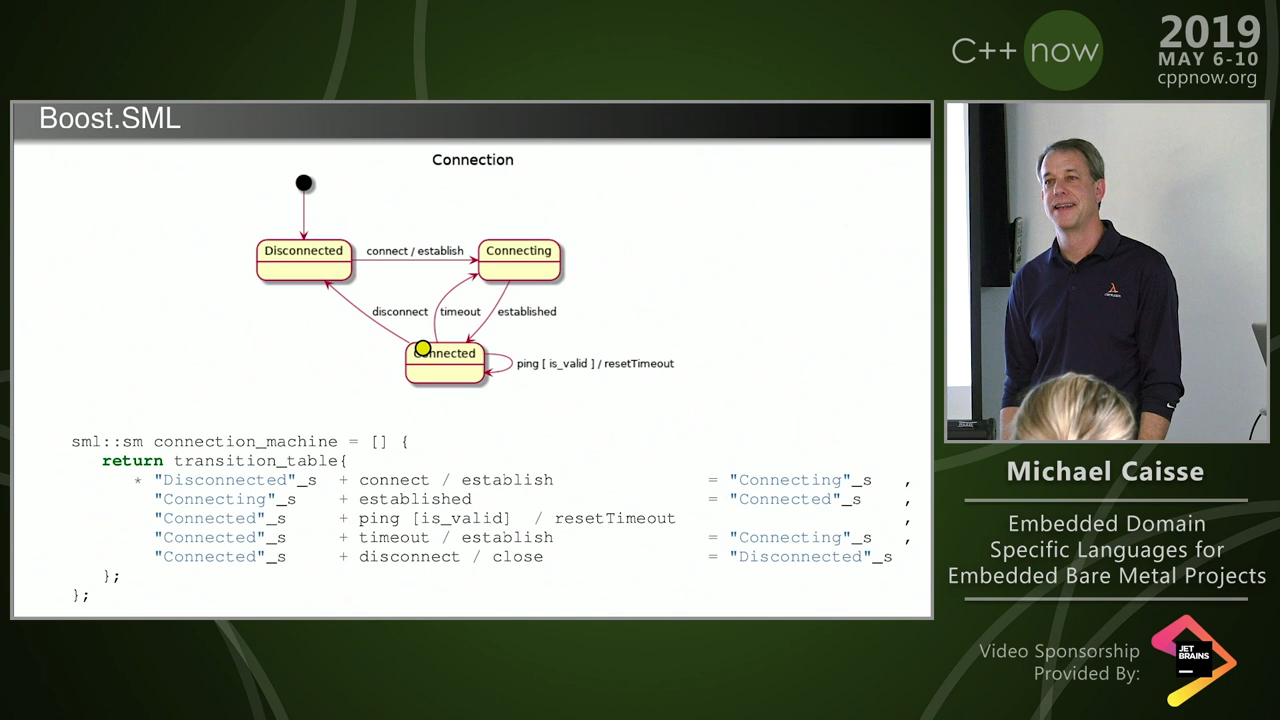 C++ now
2019
MAY 6-10
cppnow.org
Boost.SML
Connection
Disconnected
connect / establish
Connecting
disconnect
timeout
established
Connected
ping [ is_valid ] / resetTimeout
sml::sm connection_machine = [] {
return transition_table{
* "Disconnected"_s + connect / establish = "Connecting"_s ,
"Connecting"_s + established = "Connected"_s ,
"Connected"_s + ping [is_valid] / resetTimeout ,
"Connected"_s + timeout / establish = "Connecting"_s ,
"Connected"_s + disconnect / close = "Disconnected"_s
};
};
Michael Caisse
Embedded Domain
Specific Languages for
Embedded Bare Metal Projects
Video Sponsorship
Provided By:
JET
BRAINS